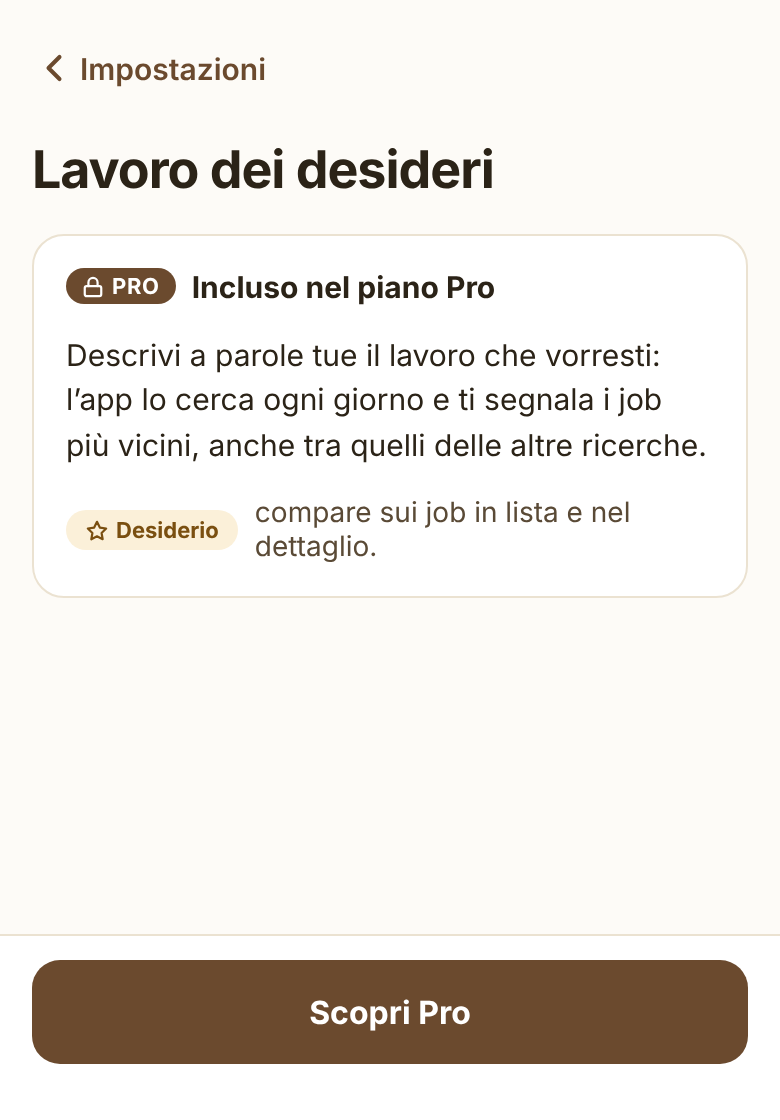 Impostazioni
Lavoro dei desideri
PRO Incluso nel piano Pro
Descrivi a parole tue il lavoro che vorresti:
l’app lo cerca ogni giorno e ti segnala i job
più vicini, anche tra quelli delle altre ricerche.
Desiderio compare sui job in lista e nel
dettaglio.
Scopri Pro